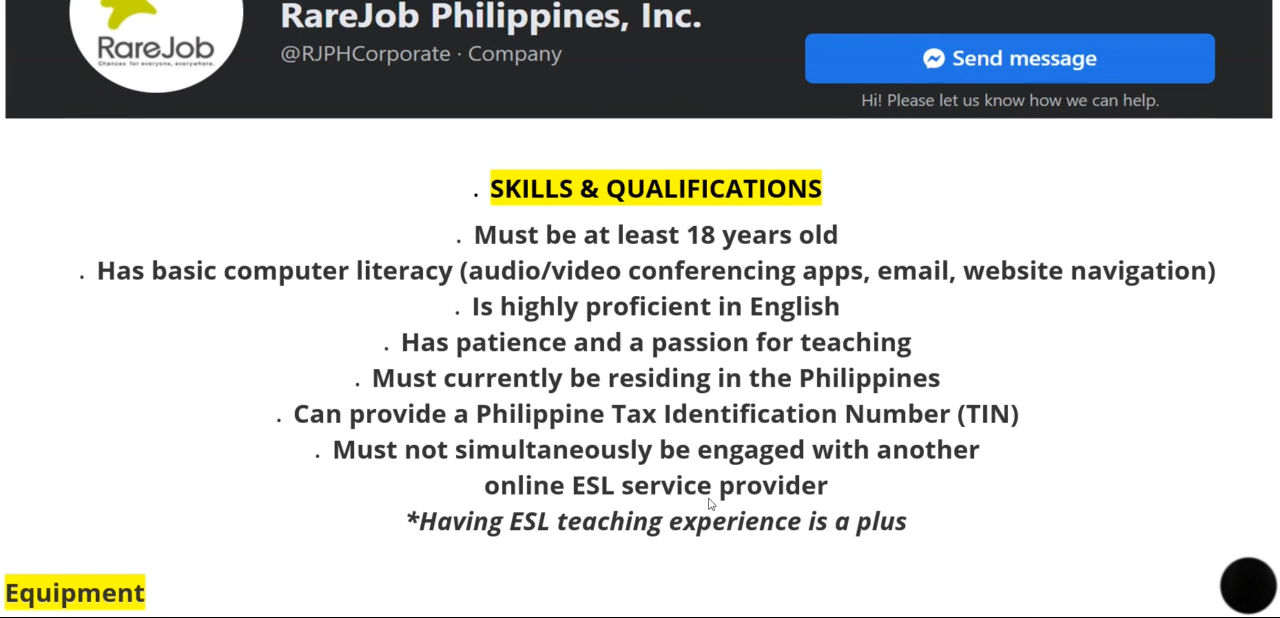 RareJob Philippines, Inc.
RareJob
Chances for everyone, everywhere.
@RJPHCorporate · Company
Send message
Hi! Please let us know how we can help.
. SKILLS & QUALIFICATIONS
. Must be at least 18 years old
. Has basic computer literacy (audio/video conferencing apps, email, website navigation)
. Is highly proficient in English
. Has patience and a passion for teaching
. Must currently be residing in the Philippines
. Can provide a Philippine Tax Identification Number (TIN)
. Must not simultaneously be engaged with another
online ESL service provider
*Having ESL teaching experience is a plus
Equipment